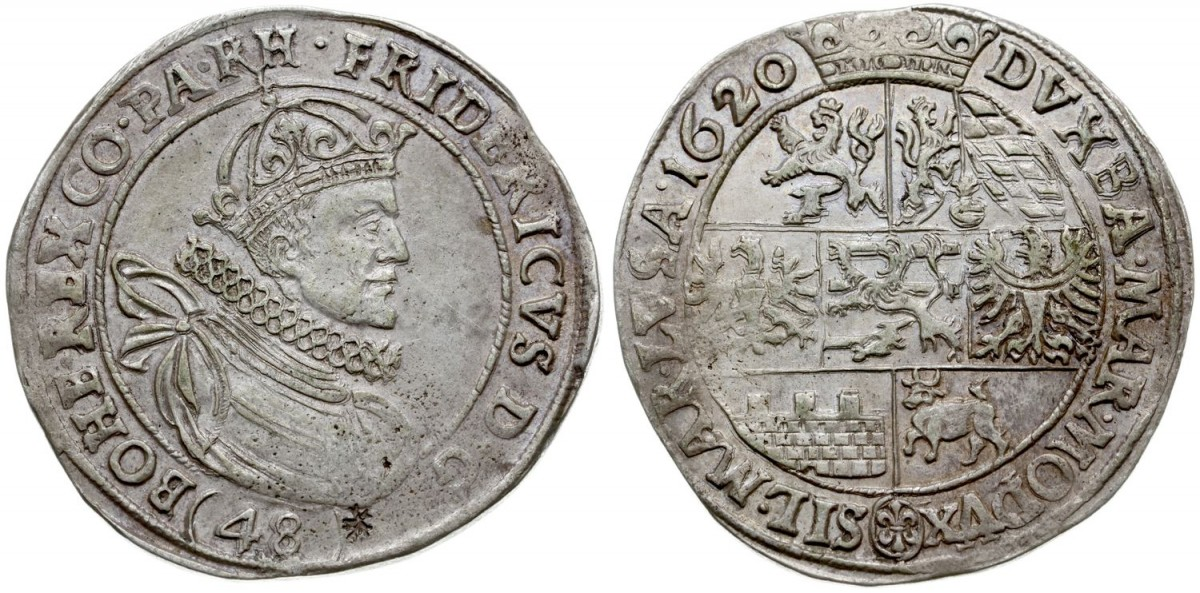 FRIDERICVS D G (48) BOHE REX CO · PA · RH ·
DVX BA · MAR · MO DVX SIL · MAR · LVSA · 1620